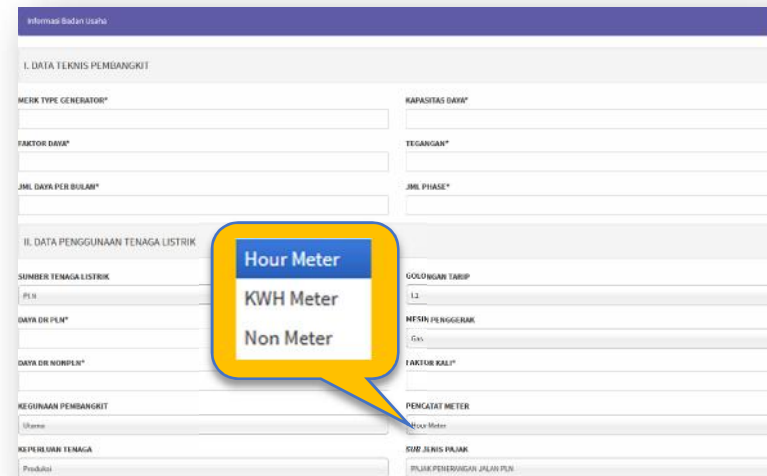 Informasi Badan Usaha
I. DATA TEKNIS PEMBANGKIT
MERK TYPE GENERATOR*
KAPASITAS DAYA*
FAKTOR DAYA*
TEGANGAN*
JML DAYA PER BULAN*
JML PHASE*
II. DATA PENGGUNAAN TENAGA LISTRIK
Hour Meter
KWH Meter
Non Meter
SUMBER TENAGA LISTRIK
GOLONGAN TARIP
PLN
DAYA DR PLN*
MESIN PENGGERAK
Gas
DAYA DR NONPLN*
FAKTOR KALI*
KEGUNAAN PEMBANGKIT
PENCATAT METER
Utama
Hour Meter
KEPERLUAN TENAGA
SUB JENIS PAJAK
Produksi
PAJAK PENERANGAN JALAN PLN